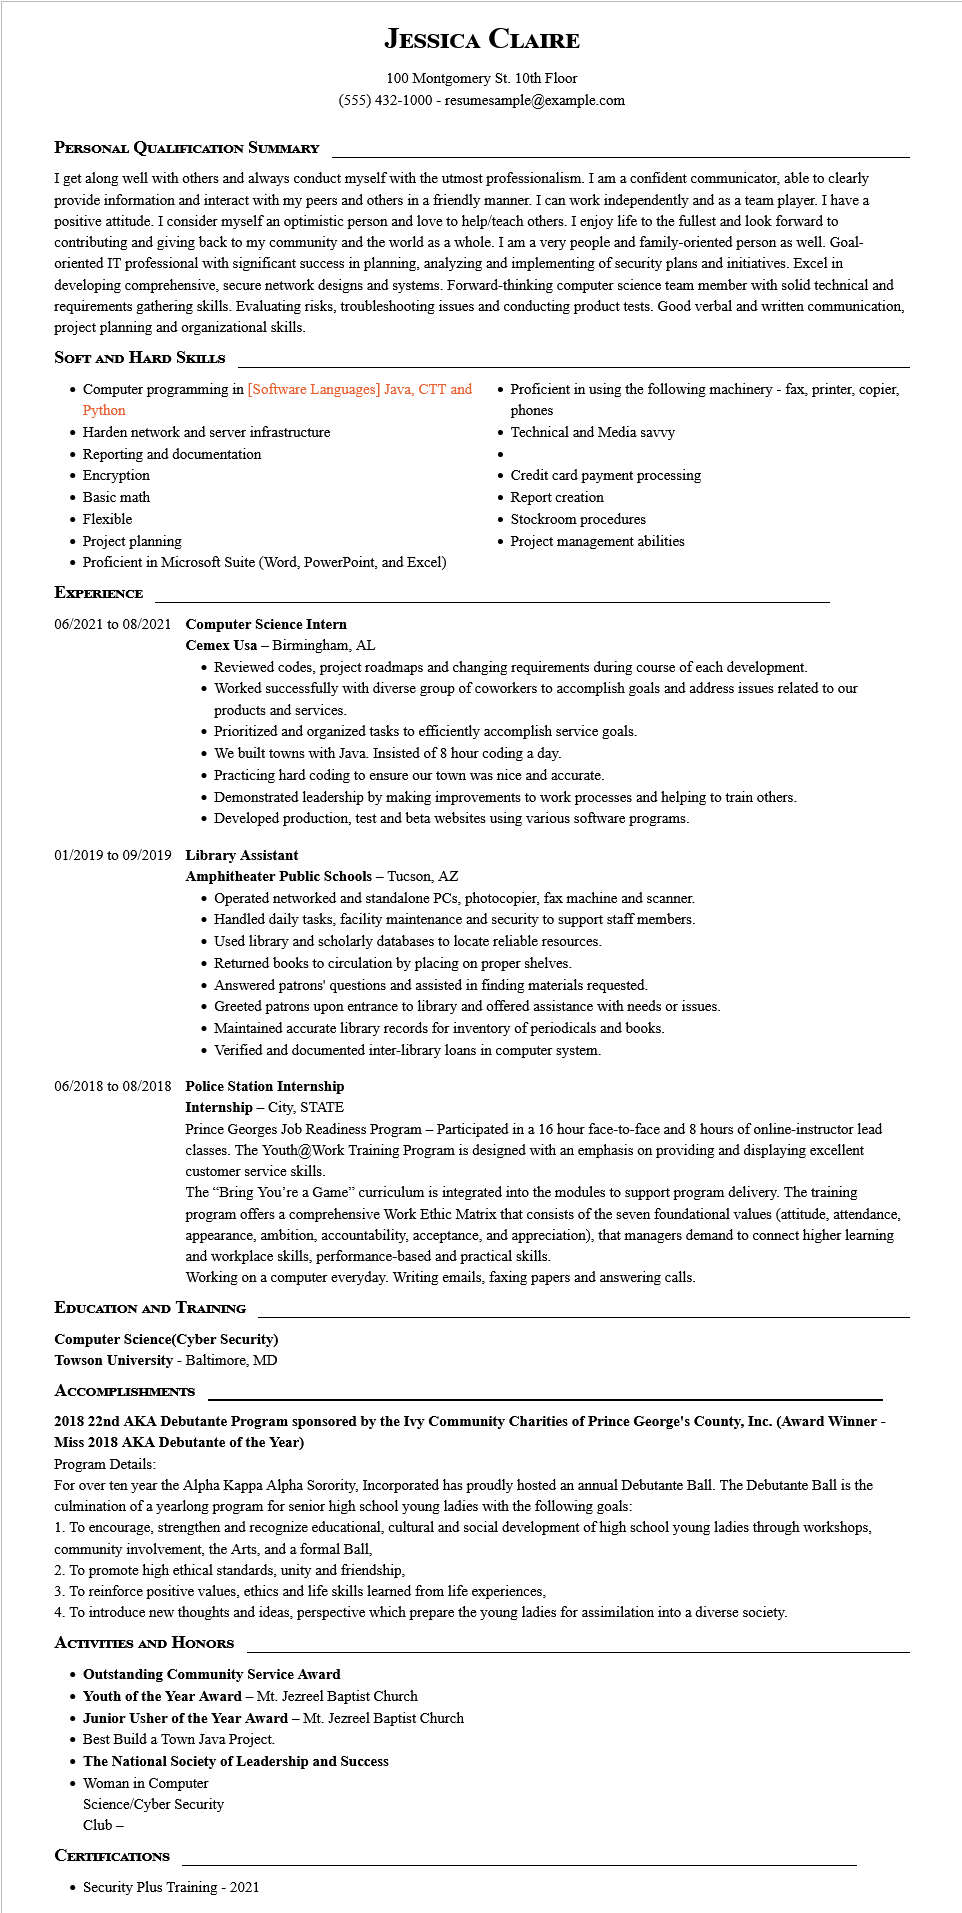 Jessica Claire
100 Montgomery St. 10th Floor
(555) 432-1000 - resumesample@example.com
Personal Qualification Summary
I get along well with others and always conduct myself with the utmost professionalism. I am a confident communicator, able to clearly
provide information and interact with my peers and others in a friendly manner. I can work independently and as a team player. I have a
positive attitude. I consider myself an optimistic person and love to help/teach others. I enjoy life to the fullest and look forward to
contributing and giving back to my community and the world as a whole. I am a very people and family-oriented person as well. Goal-
oriented IT professional with significant success in planning, analyzing and implementing of security plans and initiatives. Excel in
developing comprehensive, secure network designs and systems. Forward-thinking computer science team member with solid technical and
requirements gathering skills. Evaluating risks, troubleshooting issues and conducting product tests. Good verbal and written communication,
project planning and organizational skills.
Soft and Hard Skills
• Computer programming in [Software Languages] Java, CTT and
Python
• Harden network and server infrastructure
• Reporting and documentation
• Encryption
• Basic math
• Flexible
• Project planning
• Proficient in Microsoft Suite (Word, PowerPoint, and Excel)
• Proficient in using the following machinery - fax, printer, copier,
phones
• Technical and Media savvy
•
• Credit card payment processing
• Report creation
• Stockroom procedures
• Project management abilities
Experience
06/2021 to 08/2021 Computer Science Intern
Cemex Usa – Birmingham, AL
• Reviewed codes, project roadmaps and changing requirements during course of each development.
• Worked successfully with diverse group of coworkers to accomplish goals and address issues related to our
products and services.
• Prioritized and organized tasks to efficiently accomplish service goals.
• We built towns with Java. Insisted of 8 hour coding a day.
• Practicing hard coding to ensure our town was nice and accurate.
• Demonstrated leadership by making improvements to work processes and helping to train others.
• Developed production, test and beta websites using various software programs.
01/2019 to 09/2019 Library Assistant
Amphitheater Public Schools – Tucson, AZ
• Operated networked and standalone PCs, photocopier, fax machine and scanner.
• Handled daily tasks, facility maintenance and security to support staff members.
• Used library and scholarly databases to locate reliable resources.
• Returned books to circulation by placing on proper shelves.
• Answered patrons' questions and assisted in finding materials requested.
• Greeted patrons upon entrance to library and offered assistance with needs or issues.
• Maintained accurate library records for inventory of periodicals and books.
• Verified and documented inter-library loans in computer system.
06/2018 to 08/2018 Police Station Internship
Internship – City, STATE
Prince Georges Job Readiness Program – Participated in a 16 hour face-to-face and 8 hours of online-instructor lead
classes. The Youth@Work Training Program is designed with an emphasis on providing and displaying excellent
customer service skills.
The “Bring You’re a Game” curriculum is integrated into the modules to support program delivery. The training
program offers a comprehensive Work Ethic Matrix that consists of the seven foundational values (attitude, attendance,
appearance, ambition, accountability, acceptance, and appreciation), that managers demand to connect higher learning
and workplace skills, performance-based and practical skills.
Working on a computer everyday. Writing emails, faxing papers and answering calls.
Education and Training
Computer Science(Cyber Security)
Towson University - Baltimore, MD
Accomplishments
2018 22nd AKA Debutante Program sponsored by the Ivy Community Charities of Prince George's County, Inc. (Award Winner -
Miss 2018 AKA Debutante of the Year)
Program Details:
For over ten year the Alpha Kappa Alpha Sorority, Incorporated has proudly hosted an annual Debutante Ball. The Debutante Ball is the
culmination of a yearlong program for senior high school young ladies with the following goals:
1. To encourage, strengthen and recognize educational, cultural and social development of high school young ladies through workshops,
community involvement, the Arts, and a formal Ball,
2. To promote high ethical standards, unity and friendship,
3. To reinforce positive values, ethics and life skills learned from life experiences,
4. To introduce new thoughts and ideas, perspective which prepare the young ladies for assimilation into a diverse society.
Activities and Honors
• Outstanding Community Service Award
• Youth of the Year Award – Mt. Jezreel Baptist Church
• Junior Usher of the Year Award – Mt. Jezreel Baptist Church
• Best Build a Town Java Project.
• The National Society of Leadership and Success
• Woman in Computer
Science/Cyber Security
Club –
Certifications
• Security Plus Training - 2021